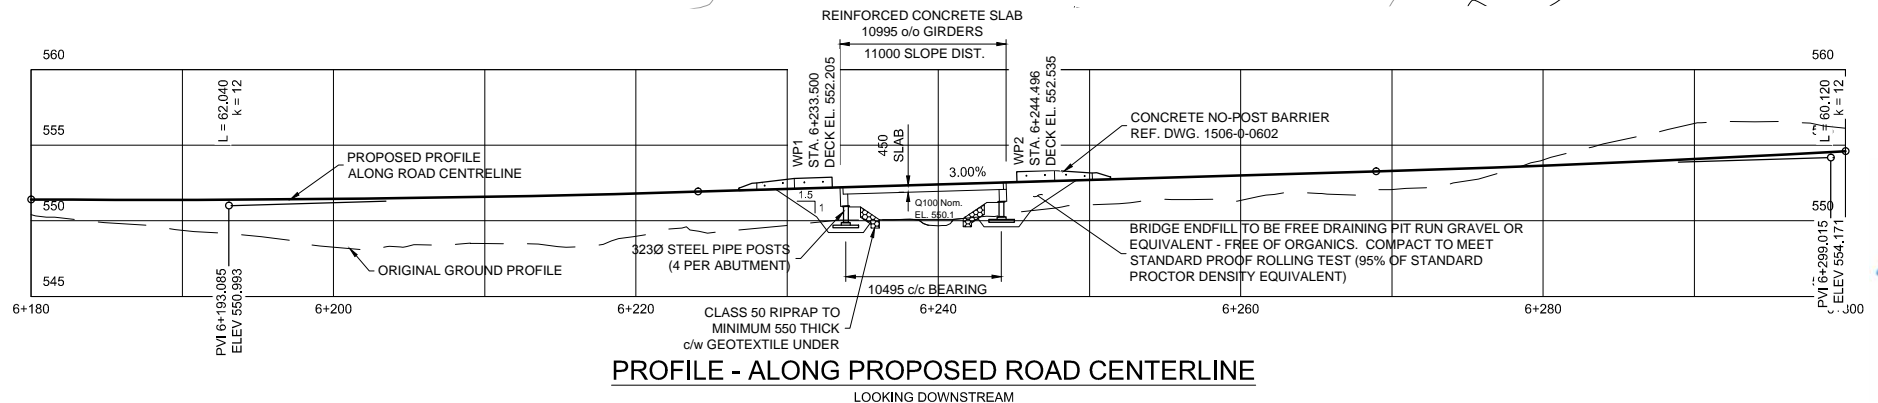 REINFORCED CONCRETE SLAB
10995 o/o GIRDERS
11000 SLOPE DIST.
560
560
L = 62.040
k = 12
WP1
STA. 6+233.500
DECK EL. 552.205
450
SLAB
WP2
STA. 6+244.496
DECK EL. 552.535
CONCRETE NO-POST BARRIER
REF. DWG. 1506-0-0602
L = 60.120
k = 12
555
PROPOSED PROFILE
ALONG ROAD CENTRELINE
3.00%
1.5
1
Q100 Nom.
EL. 550.1
550
550
323Ø STEEL PIPE POSTS
(4 PER ABUTMENT)
BRIDGE ENDFILL TO BE FREE DRAINING PIT RUN GRAVEL OR
EQUIVALENT - FREE OF ORGANICS. COMPACT TO MEET
STANDARD PROOF ROLLING TEST (95% OF STANDARD
PROCTOR DENSITY EQUIVALENT)
ORIGINAL GROUND PROFILE
545
10495 c/c BEARING
PVI 6+193.085
ELEV 550.993
PVI 6+299.015
ELEV 554.171
6+180
6+200
6+220
6+240
6+260
6+280
CLASS 50 RIPRAP TO
MINIMUM 550 THICK
c/w GEOTEXTILE UNDER
PROFILE - ALONG PROPOSED ROAD CENTERLINE
LOOKING DOWNSTREAM